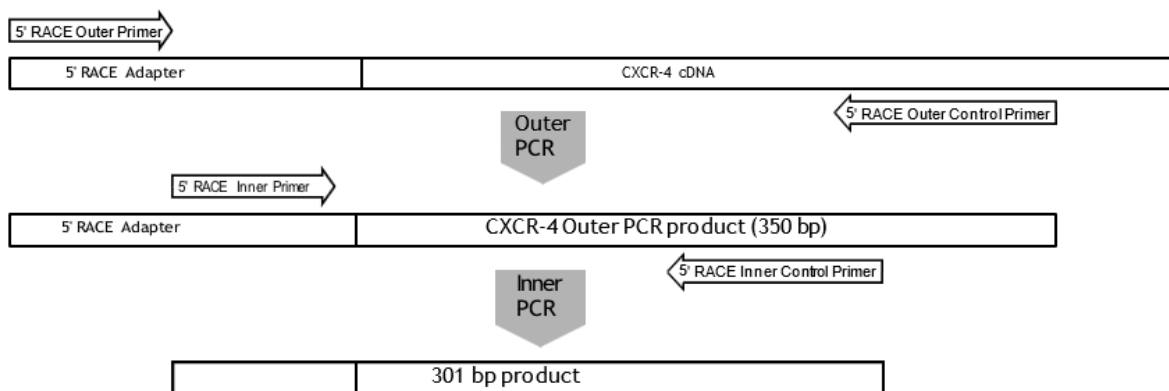 5' RACE Outer Primer
5' RACE Adapter
CXCR-4 cDNA
5' RACE Outer Control Primer
Outer
PCR
5' RACE Inner Primer
5' RACE Adapter
CXCR-4 Outer PCR product (350 bp)
5' RACE Inner Control Primer
Inner
PCR
301 bp product